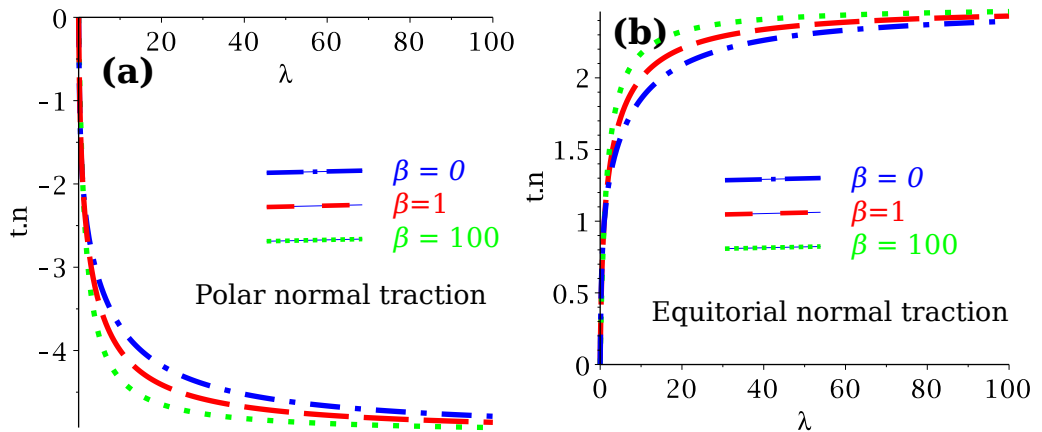 0
20
40
60
80
100
λ
(a)
−1
−2
−3
−4
t.n
β = 0
β=1
β = 100
Polar normal traction
(b)
2
1.5
1
0.5
0
t.n
β = 0
β=1
β = 100
Equitorial normal traction
0
20
40
60
80
100
λ